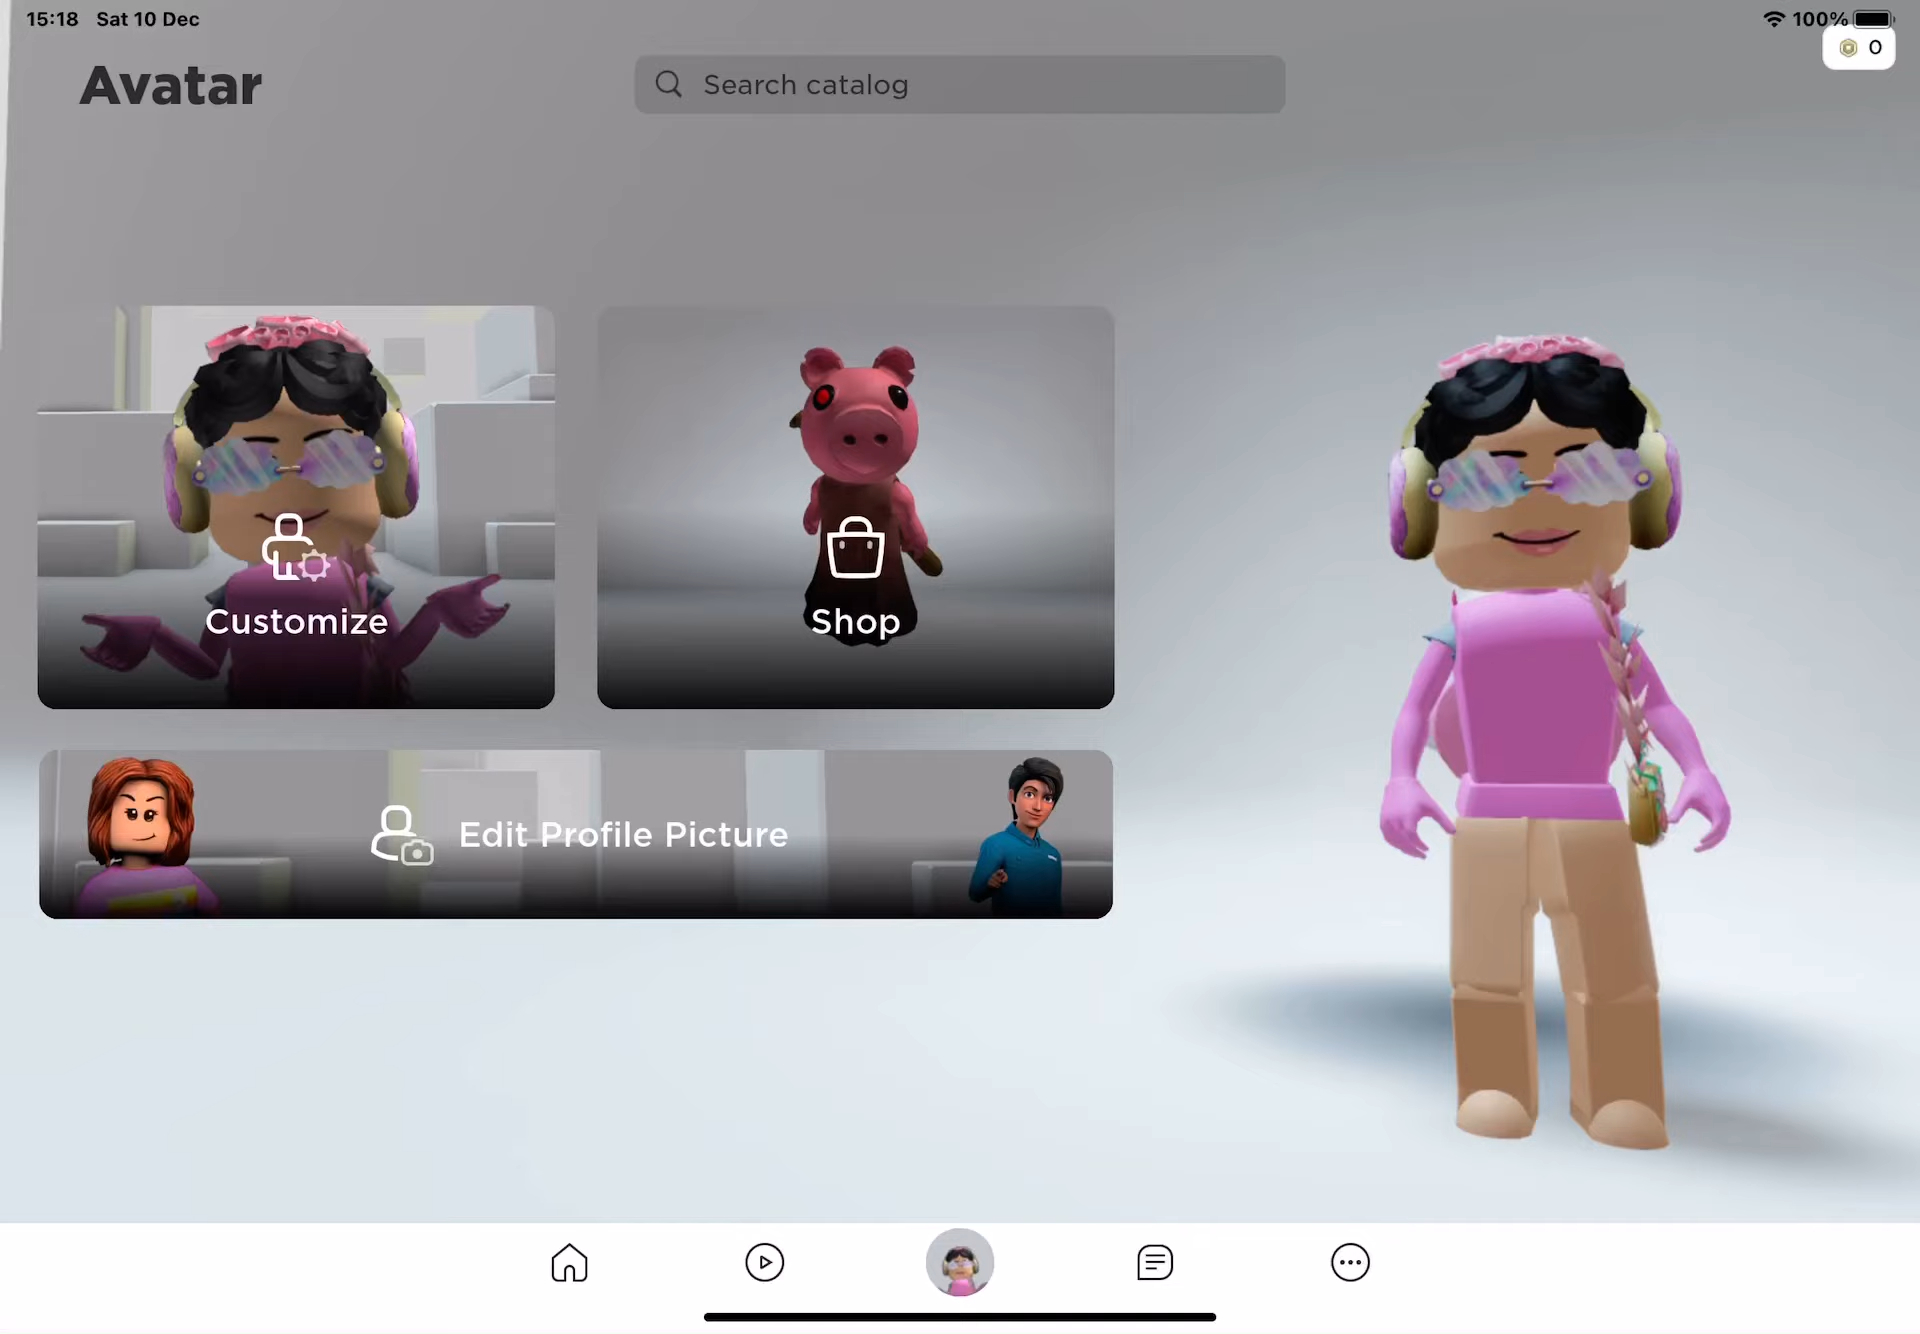 15:18 Sat 10 Dec
100%
0
Avatar
Search catalog
Customize
Shop
Edit Profile Picture